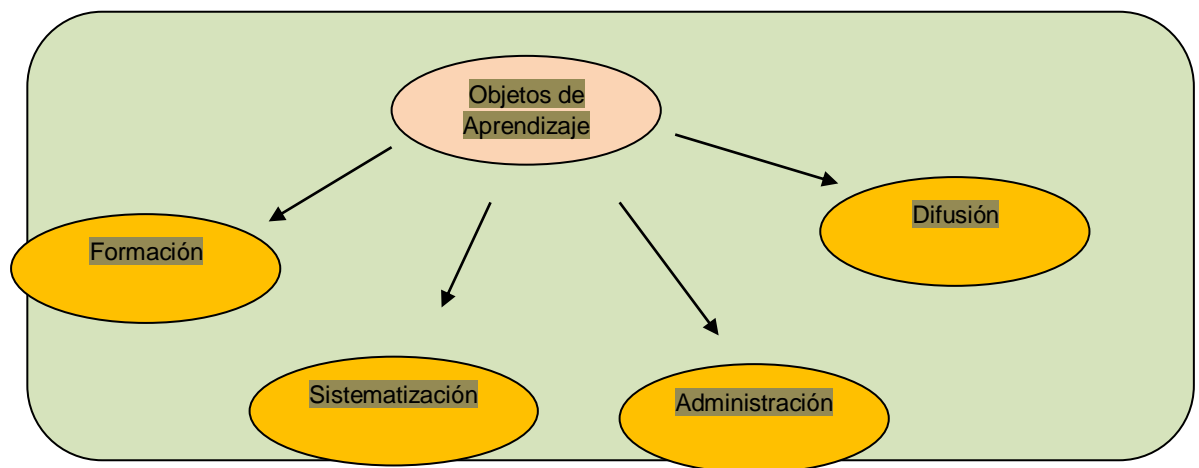 Objetos de
Aprendizaje
Difusión
Formación
Sistematización
Administración